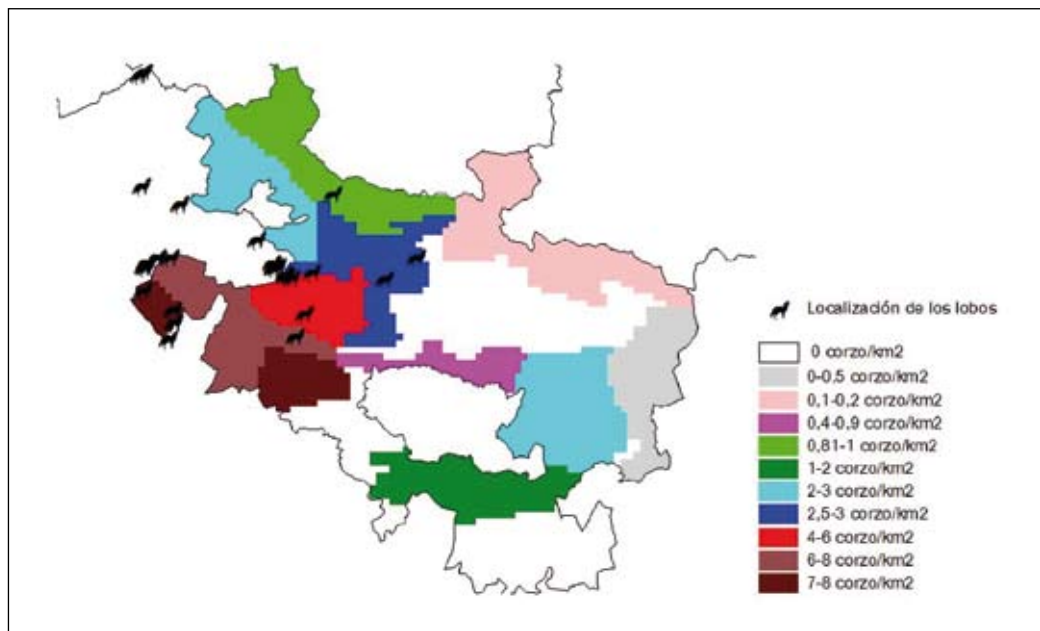 Localización de los lobos
0 corzo/km2
0-0.5 corzo/km2
0,1-0,2 corzo/km2
0,4-0,9 corzo/km2
0,81-1 corzo/km2
1-2 corzo/km2
2-3 corzo/km2
2,5-3 corzo/km2
4-6 corzo/km2
6-8 corzo/km2
7-8 corzo/km2